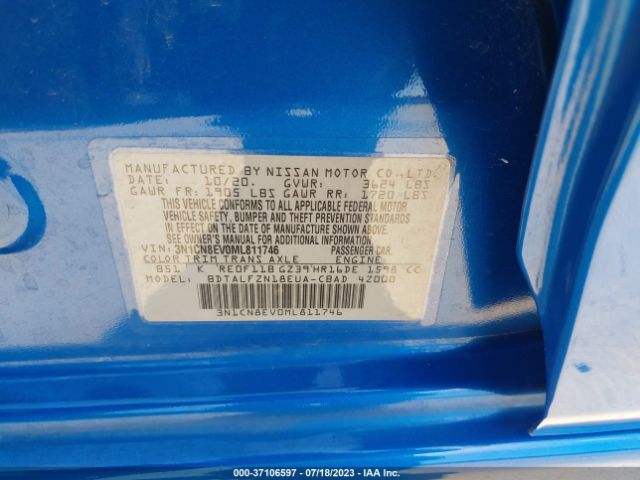 MANUFACTURED BY NISSAN MOTOR CO.,LTD.
DATE: 10/20. GVWR: 3624 LBS
GAWR FR: 1905 LBS GAWR RR: 1720 LBS
THIS VEHICLE CONFORMS TO ALL APPLICABLE FEDERAL MOTOR
VEHICLE SAFETY, BUMPER AND THEFT PREVENTION STANDARDS
IN EFFECT ON THE DATE OF MANUFACTURE SHOWN ABOVE.
*SEE OWNER'S MANUAL FOR ADDITIONAL INFORMATION.
VIN: 3N1CN8EV0ML811746 PASSENGER CAR.
COLOR TRIM TRANS AXLE ENGINE
B51 K RE0F11B GZ39 HR16DE 1598 CC
MODEL BDTALFZN18EUA-CBAD 4Z000
3N1CN8EV0ML811746
000-37106597 - 07/18/2023 - IAA Inc.